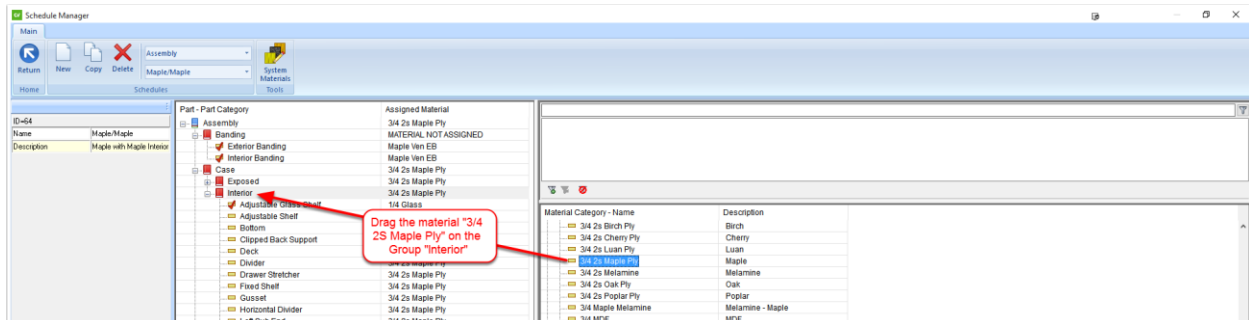 Schedule Manager
Main
Return
New
Copy
Delete
Assembly
Maple/Maple
System
Materials
Home
Schedules
Tools
ID=64
Name Maple/Maple
Description Maple with Maple Interior
Part - Part Category Assigned Material
Assembly 3/4 2s Maple Ply
Banding MATERIAL NOT ASSIGNED
Exterior Banding Maple Ven EB
Interior Banding Maple Ven EB
Case 3/4 2s Maple Ply
Exposed 3/4 2s Maple Ply
Interior 3/4 2s Maple Ply
Adjustable Glass Shelf 1/4 Glass
Adjustable Shelf
Bottom
Clipped Back Support
Deck
Divider 3/4 2s Maple Ply
Drawer Stretcher 3/4 2s Maple Ply
Fixed Shelf 3/4 2s Maple Ply
Gusset 3/4 2s Maple Ply
Horizontal Divider 3/4 2s Maple Ply
Drag the material "3/4
2S Maple Ply" on the
Group "Interior"
Material Category - Name Description
3/4 2s Birch Ply Birch
3/4 2s Cherry Ply Cherry
3/4 2s Luan Ply Luan
3/4 2s Maple Ply Maple
3/4 2s Melamine Melamine
3/4 2s Oak Ply Oak
3/4 2s Poplar Ply Poplar
3/4 Maple Melamine Melamine - Maple
3/4 MDF MDF